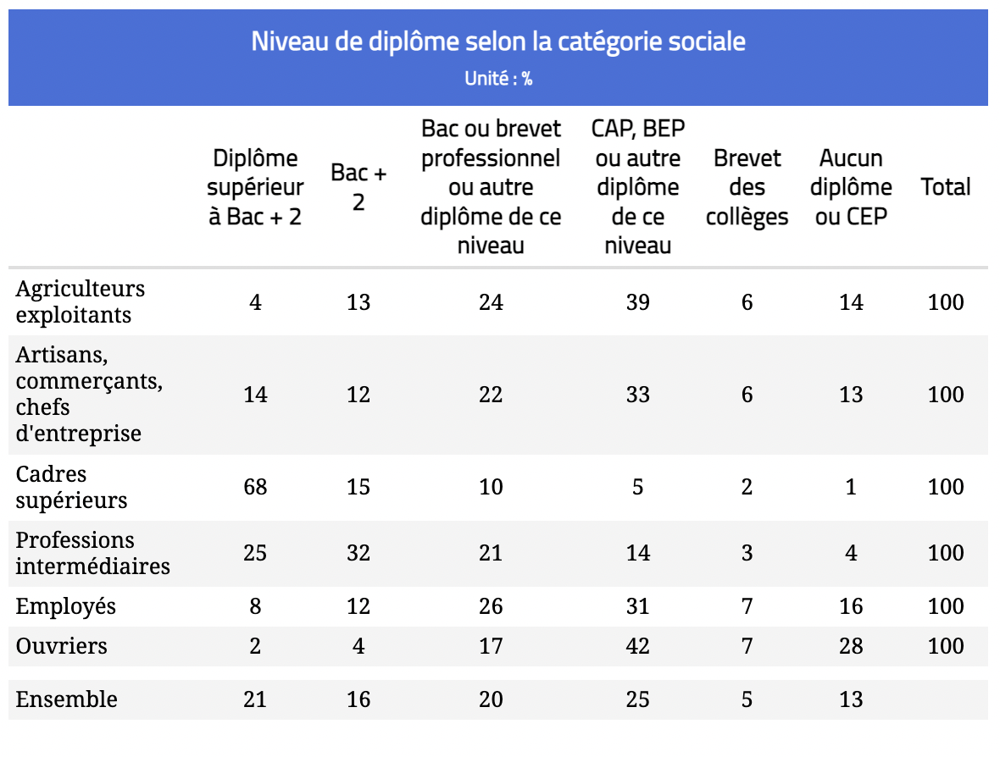 Niveau de diplôme selon la catégorie sociale
Unité : %
Diplôme
supérieur
à Bac + 2
Bac +
2
Bac ou brevet
professionnel
ou autre
diplôme de ce
niveau
CAP, BEP
ou autre
diplôme
de ce
niveau
Brevet
des
collèges
Aucun
diplôme
ou CEP
Total
Agriculteurs
exploitants
4 13 24 39 6 14 100
Artisans,
commerçants,
chefs
d'entreprise
14 12 22 33 6 13 100
Cadres
supérieurs
68 15 10 5 2 1 100
Professions
intermédiaires
25 32 21 14 3 4 100
Employés 8 12 26 31 7 16 100
Ouvriers 2 4 17 42 7 28 100
Ensemble 21 16 20 25 5 13